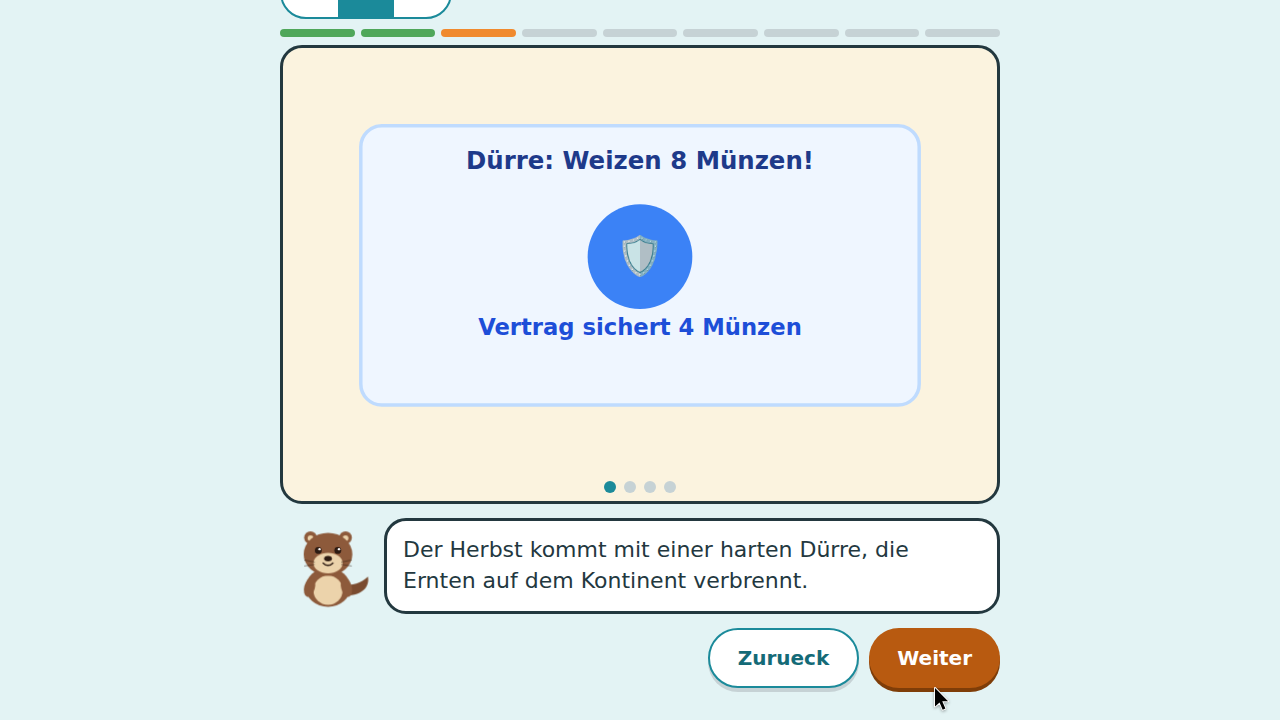 Dürre: Weizen 8 Münzen!
Vertrag sichert 4 Münzen
Der Herbst kommt mit einer harten Dürre, die
Ernten auf dem Kontinent verbrennt.
Zurueck
Weiter